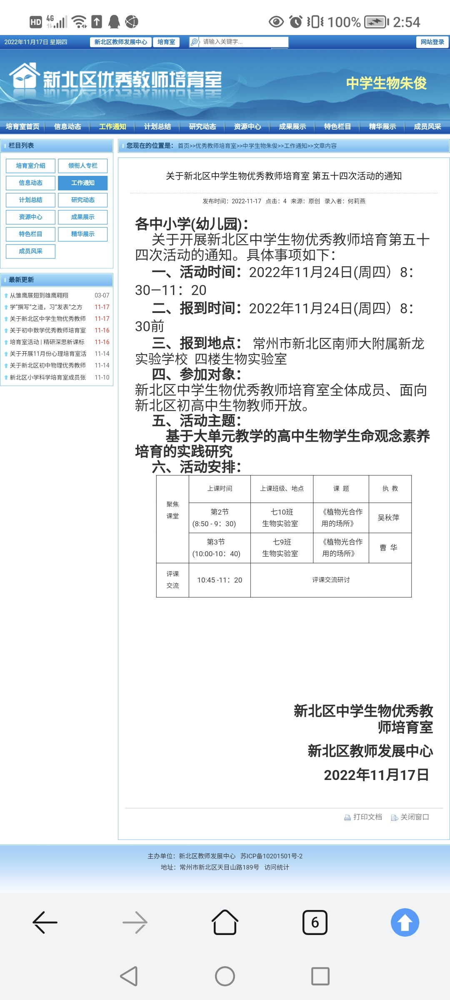 HD 4G 100% 2:54
2022年11月17日 星期四 新北区教师发展中心 培育室 请输入关键字... 网站登录
新北区优秀教师培育室
中学生物朱俊
培育室首页 信息动态 工作通知 计划总结 研究动态 资源中心 成果展示 特色栏目 精华展示 成员风采
栏目列表
培育室介绍 领衔人专栏
信息动态 工作通知
计划总结 研究动态
资源中心 成果展示
特色栏目 精华展示
成员风采
最新更新
从雏鹰展翅到雄鹰翱翔 03-07
学“撰写”之道，习“发表”之方 11-17
关于新北区中学生物优秀教师 11-17
关于初中数学优秀教师培育室 11-16
培育室活动 | 精研深思新课标 11-16
关于开展11月份心理培育室活 11-14
关于新北区初中物理优秀教师 11-14
新北区小学科学培育室成员张 11-10
您现在的位置是： 首页>>优秀教师培育室>>中学生物朱俊>>工作通知>>文章内容
关于新北区中学生物优秀教师培育室 第五十四次活动的通知
发布时间：2022-11-17 点击：4 来源：原创 录入者：何莉燕
各中小学(幼儿园)：
关于开展新北区中学生物优秀教师培育第五十
四次活动的通知。具体事项如下：
一、活动时间：2022年11月24日(周四）8：
30—11：20
二、报到时间：2022年11月24日(周四）8：
30前
三、报到地点： 常州市新北区南师大附属新龙
实验学校 四楼生物实验室
四、参加对象：
新北区中学生物优秀教师培育室全体成员、面向
新北区初高中生物教师开放。
五、活动主题：
基于大单元教学的高中生物学生命观念素养
培育的实践研究
六、活动安排：
上课时间 上课班级、地点 课 题 执 教
聚焦
课堂
第2节 七10班 《植物光合作 吴秋萍
(8:50 - 9：30) 生物实验室 用的场所》
第3节 七9班 《植物光合作 曹 华
(10:00-10：40) 生物实验室 用的场所》
评课
交流
10:45 -11：20 评课交流研讨
新北区中学生物优秀教
师培育室
新北区教师发展中心
2022年11月17日
打印文档 关闭窗口
主办单位：新北区教师发展中心 苏ICP备10201501号-2
地址：常州市新北区天目山路189号 访问统计
6